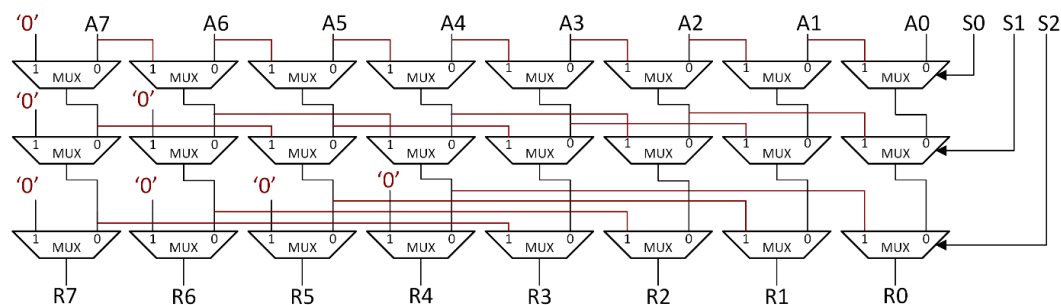 ‘0’ A7 A6 A5 A4 A3 A2 A1 A0 S0 S1 S2
1 0 1 0 1 0 1 0 1 0 1 0 1 0 1 0
MUX MUX MUX MUX MUX MUX MUX MUX
‘0’ ‘0’
1 0 1 0 1 0 1 0 1 0 1 0 1 0 1 0
MUX MUX MUX MUX MUX MUX MUX MUX
‘0’ ‘0’ ‘0’ ‘0’
1 0 1 0 1 0 1 0 1 0 1 0 1 0 1 0
MUX MUX MUX MUX MUX MUX MUX MUX
R7 R6 R5 R4 R3 R2 R1 R0